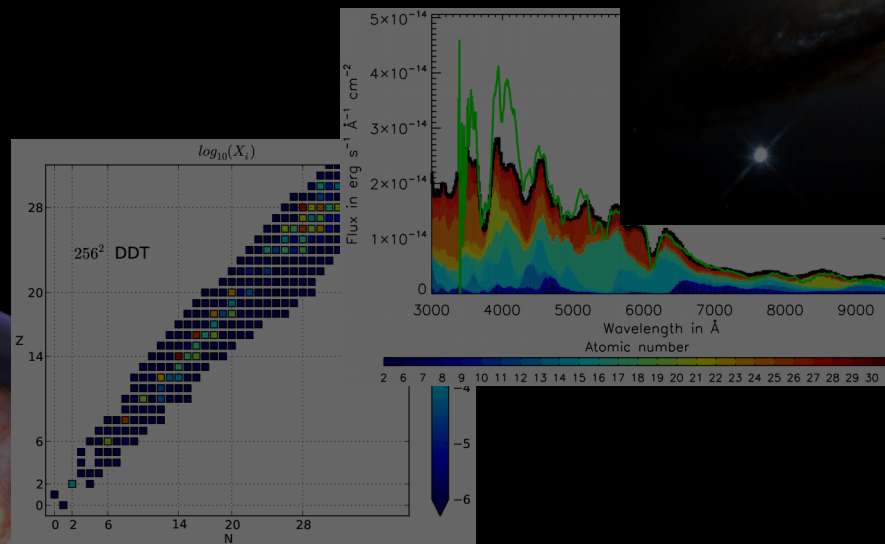 5×10⁻¹⁴
4×10⁻¹⁴
3×10⁻¹⁴
2×10⁻¹⁴
1×10⁻¹⁴
0
Flux in erg s⁻¹ Å⁻¹ cm⁻²
3000 4000 5000 6000 7000 8000 9000
Wavelength in Å
Atomic number
2 6 7 8 9 10 11 12 13 14 15 16 17 18 19 20 21 22 23 24 25 26 27 28 29 30
log₁₀(Xᵢ)
256² DDT
28
20
14
6
2
0
Z
0 2 6 14 20 28
N
−4
−5
−6